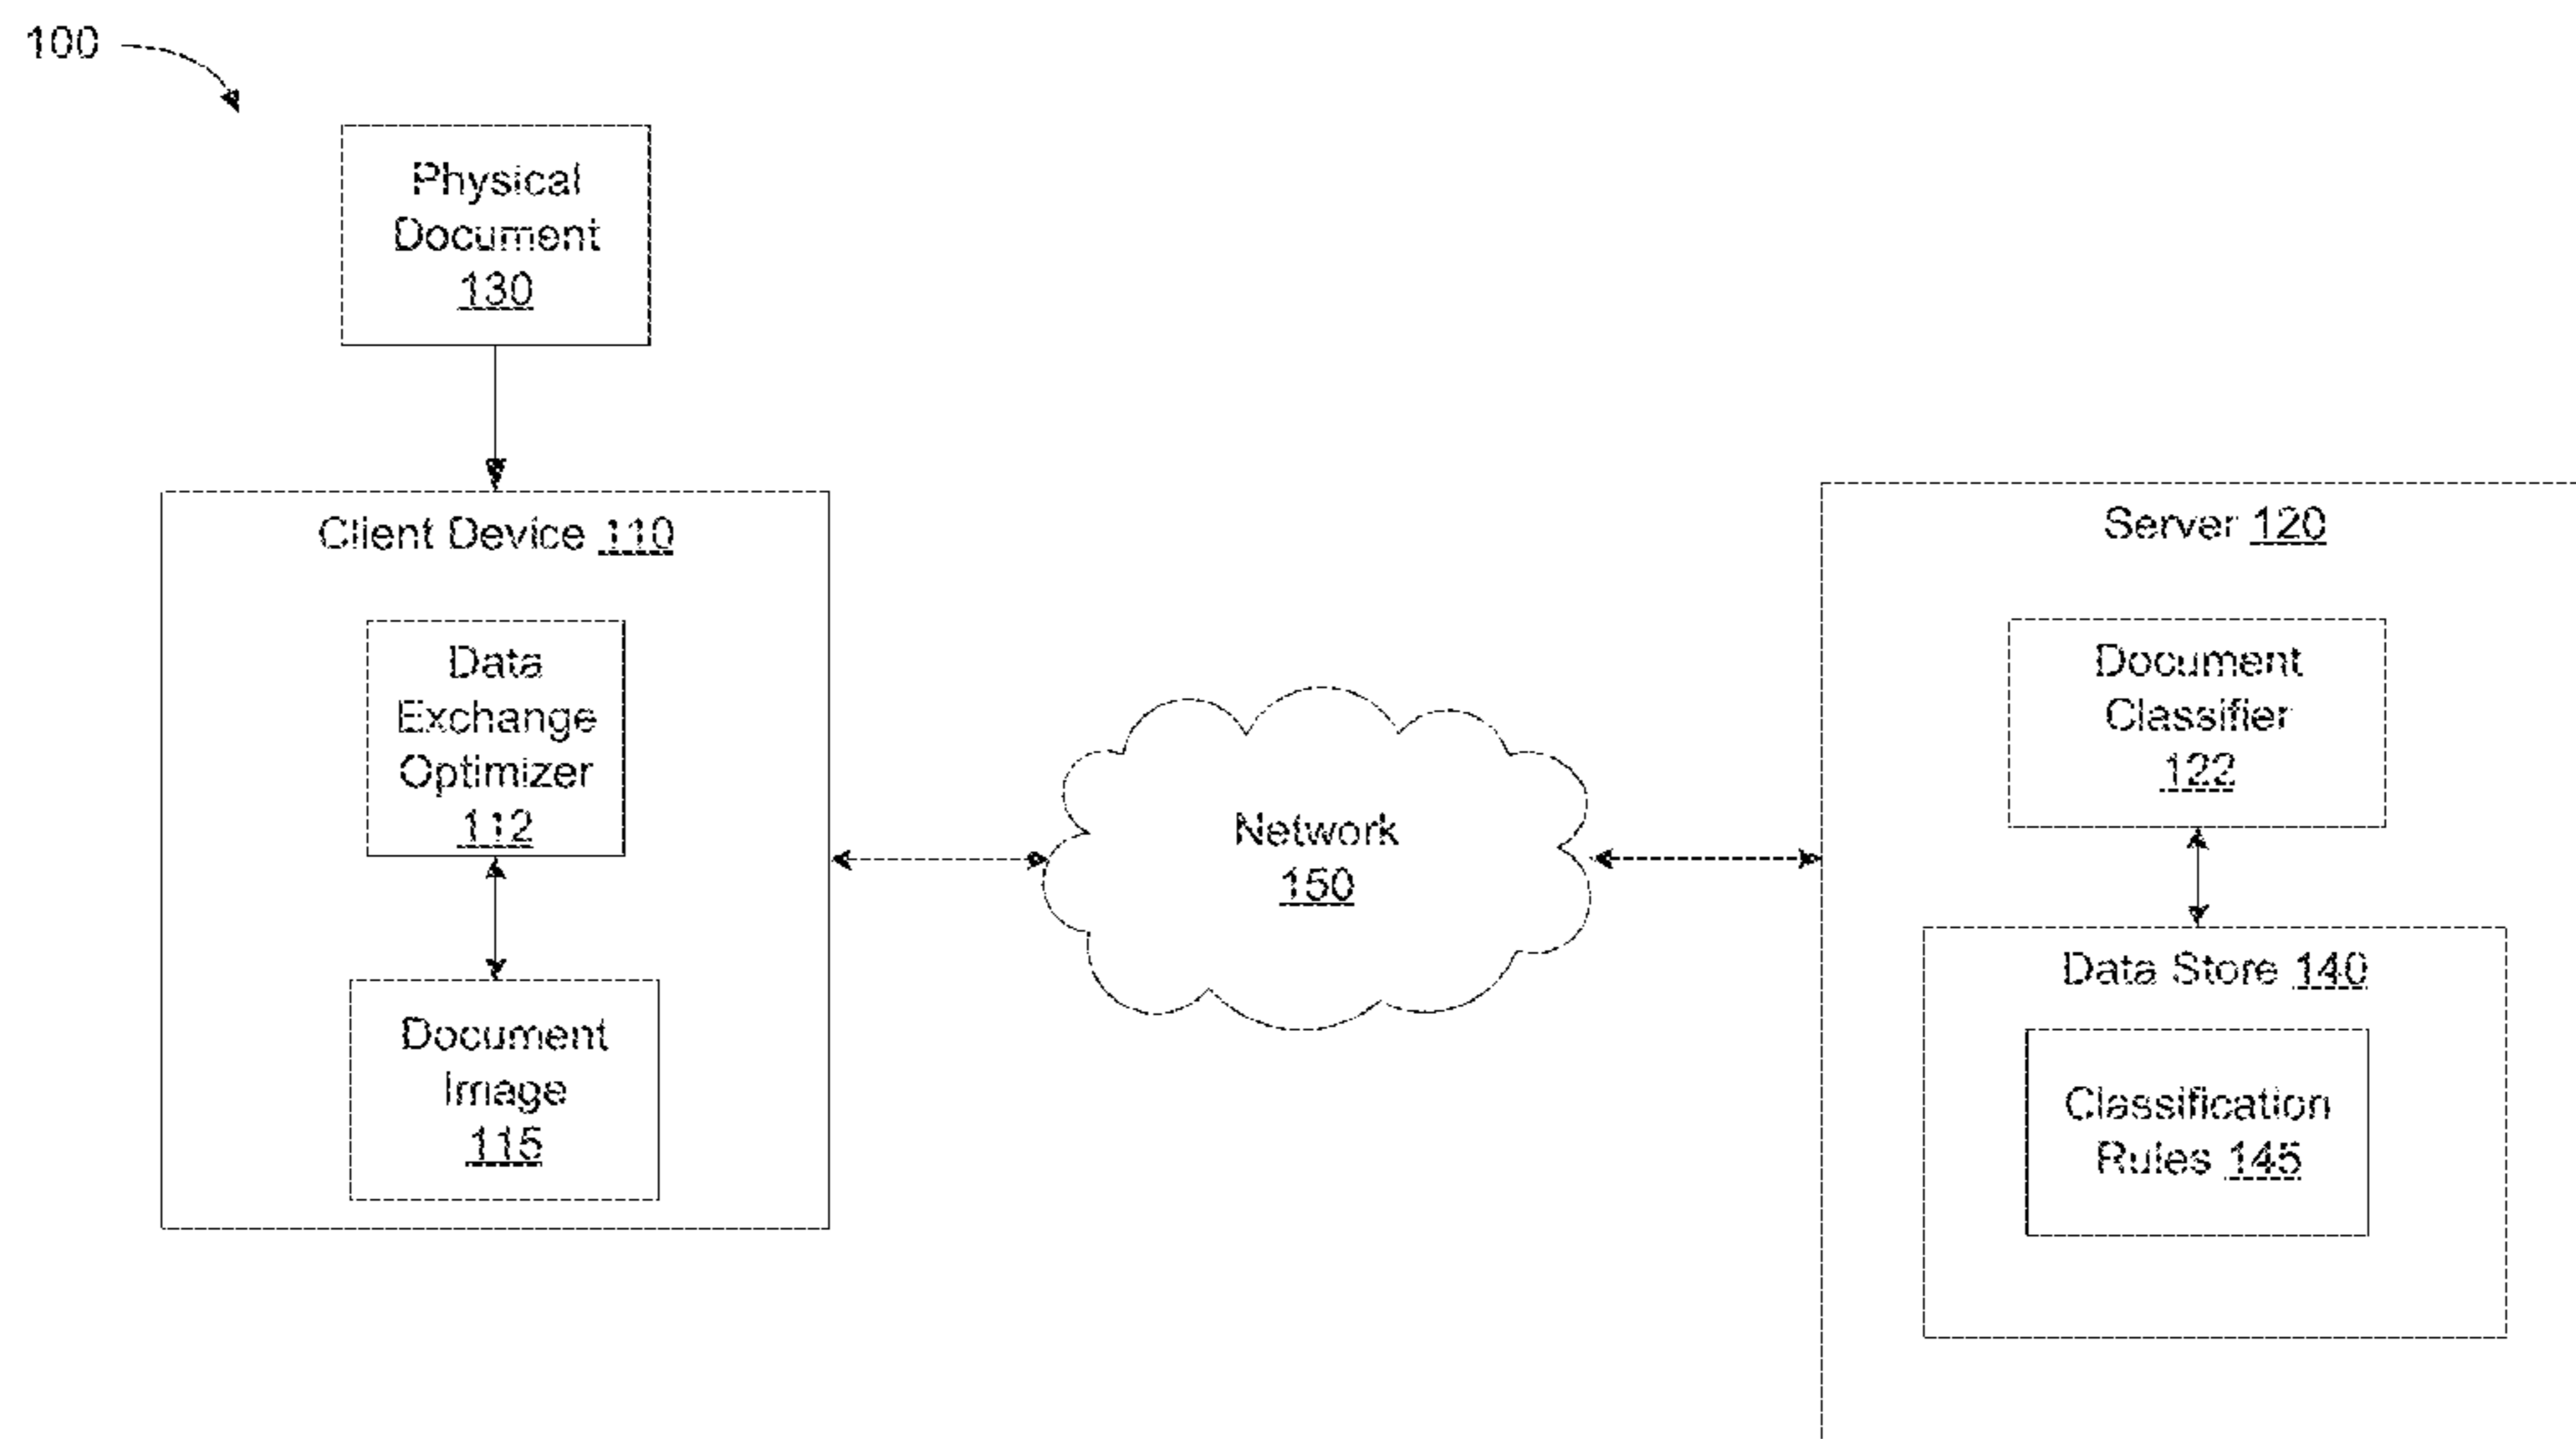 100
Physical
Document
130
Client Device 110
Data
Exchange
Optimizer
112
Document
Image
115
Network
150
Server 120
Document
Classifier
122
Data Store 140
Classification
Rules 145